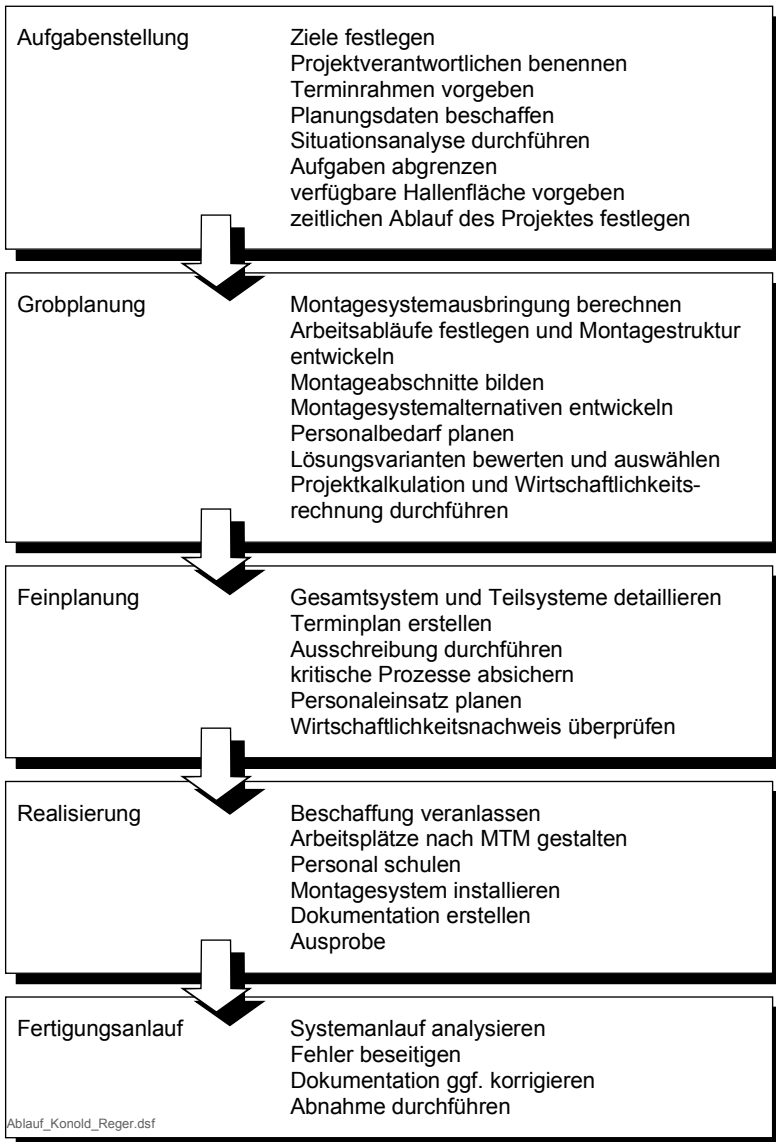 Aufgabenstellung
Ziele festlegen
Projektverantwortlichen benennen
Terminrahmen vorgeben
Planungsdaten beschaffen
Situationsanalyse durchführen
Aufgaben abgrenzen
verfügbare Hallenfläche vorgeben
zeitlichen Ablauf des Projektes festlegen
Grobplanung
Montagesystemausbringung berechnen
Arbeitsabläufe festlegen und Montagestruktur
entwickeln
Montageabschnitte bilden
Montagesystemalternativen entwickeln
Personalbedarf planen
Lösungsvarianten bewerten und auswählen
Projektkalkulation und Wirtschaftlichkeits-
rechnung durchführen
Feinplanung
Gesamtsystem und Teilsysteme detaillieren
Terminplan erstellen
Ausschreibung durchführen
kritische Prozesse absichern
Personaleinsatz planen
Wirtschaftlichkeitsnachweis überprüfen
Realisierung
Beschaffung veranlassen
Arbeitsplätze nach MTM gestalten
Personal schulen
Montagesystem installieren
Dokumentation erstellen
Ausprobe
Fertigungsanlauf
Systemanlauf analysieren
Fehler beseitigen
Dokumentation ggf. korrigieren
Abnahme durchführen
Ablauf_Konold_Reger.dsf